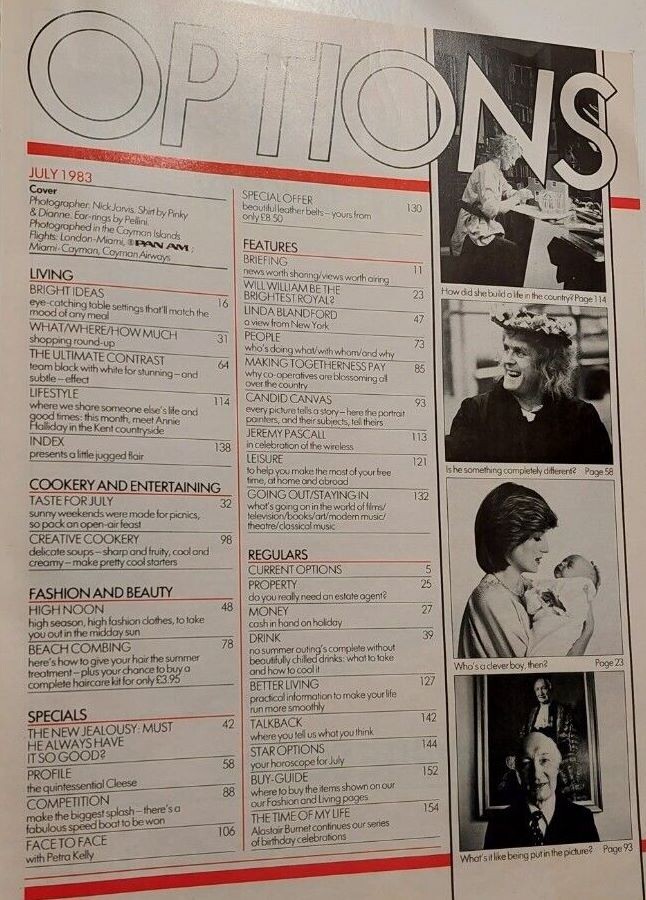 OPTIONS
JULY 1983
Cover
Photographer: Nick Jarvis. Shirt by Pinky
& Dianne. Ear-rings by Pellini.
Photographed in the Cayman Islands
Flights: London-Miami, PAN AM;
Miami-Cayman, Cayman Airways
LIVING
BRIGHT IDEAS 16
eye-catching table settings that'll match the
mood of any meal
WHAT/WHERE/HOW MUCH 31
shopping round-up
THE ULTIMATE CONTRAST 64
team black with white for stunning – and
subtle – effect
LIFESTYLE 114
where we share someone else's life and
good times: this month, meet Annie
Halliday in the Kent countryside
INDEX 138
presents a little jugged flair
COOKERY AND ENTERTAINING
TASTE FOR JULY 32
sunny weekends were made for picnics,
so pack an open-air feast
CREATIVE COOKERY 98
delicate soups – sharp and fruity, cool and
creamy – make pretty cool starters
FASHION AND BEAUTY
HIGH NOON 48
high season, high fashion clothes, to take
you out in the midday sun
BEACH COMBING 78
here's how to give your hair the summer
treatment – plus your chance to buy a
complete haircare kit for only £3.95
SPECIALS
THE NEW JEALOUSY: MUST 42
HE ALWAYS HAVE
IT SO GOOD?
PROFILE 58
the quintessential Cleese
COMPETITION 88
make the biggest splash – there's a
fabulous speed boat to be won
FACE TO FACE 106
with Petra Kelly
SPECIAL OFFER 130
beautiful leather belts – yours from
only £8.50
FEATURES
BRIEFING 11
news worth sharing/views worth airing
WILL WILLIAM BE THE 23
BRIGHTEST ROYAL?
LINDA BLANDFORD 47
a view from New York
PEOPLE 73
who's doing what/with whom/and why
MAKING TOGETHERNESS PAY 85
why co-operatives are blossoming all
over the country
CANDID CANVAS 93
every picture tells a story – here the portrait
painters, and their subjects, tell theirs
JEREMY PASCALL 113
in celebration of the wireless
LEISURE 121
to help you make the most of your free
time, at home and abroad
GOING OUT/STAYING IN 132
what's going on in the world of films/
television/books/art/modern music/
theatre/classical music
REGULARS
CURRENT OPTIONS 5
PROPERTY 25
do you really need an estate agent?
MONEY 27
cash in hand on holiday
DRINK 39
no summer outing's complete without
beautifully chilled drinks: what to take
and how to cool it
BETTER LIVING 127
practical information to make your life
run more smoothly
TALKBACK 142
where you tell us what you think
STAR OPTIONS 144
your horoscope for July
BUY-GUIDE 152
where to buy the items shown on our
our Fashion and Living pages
THE TIME OF MY LIFE 154
Alastair Burnet continues our series
of birthday celebrations
How did she build a life in the country? Page 114
Is he something completely different? Page 58
Who's a clever boy, then? Page 23
What's it like being put in the picture? Page 93